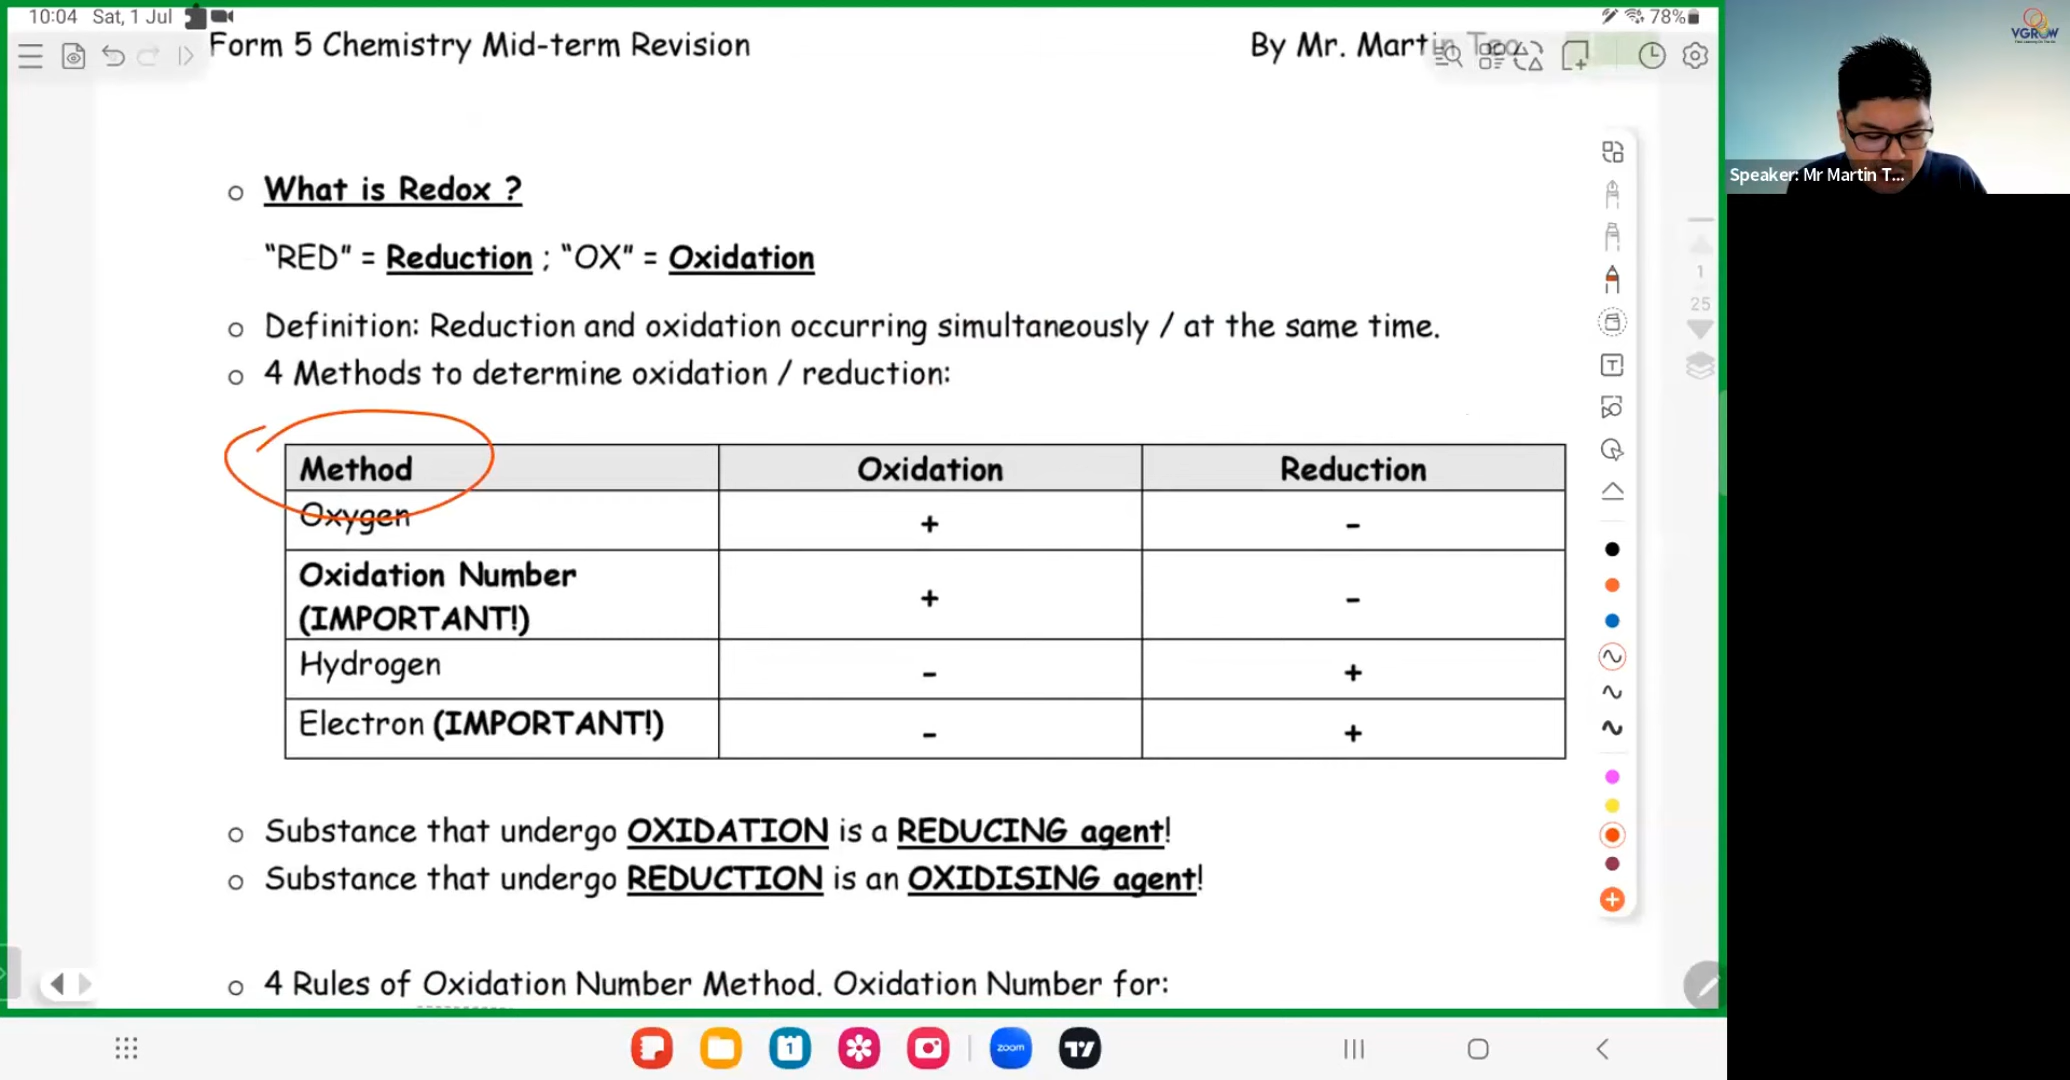 10:04 Sat, 1 Jul
78%
Form 5 Chemistry Mid-term Revision
By Mr. Martin
VGROW
Speaker: Mr Martin T...
What is Redox ?
"RED" = Reduction ; "OX" = Oxidation
Definition: Reduction and oxidation occurring simultaneously / at the same time.
4 Methods to determine oxidation / reduction:
Method Oxidation Reduction
Oxygen + -
Oxidation Number
(IMPORTANT!) + -
Hydrogen - +
Electron (IMPORTANT!) - +
Substance that undergo OXIDATION is a REDUCING agent!
Substance that undergo REDUCTION is an OXIDISING agent!
4 Rules of Oxidation Number Method. Oxidation Number for:
1
25
1
zoom